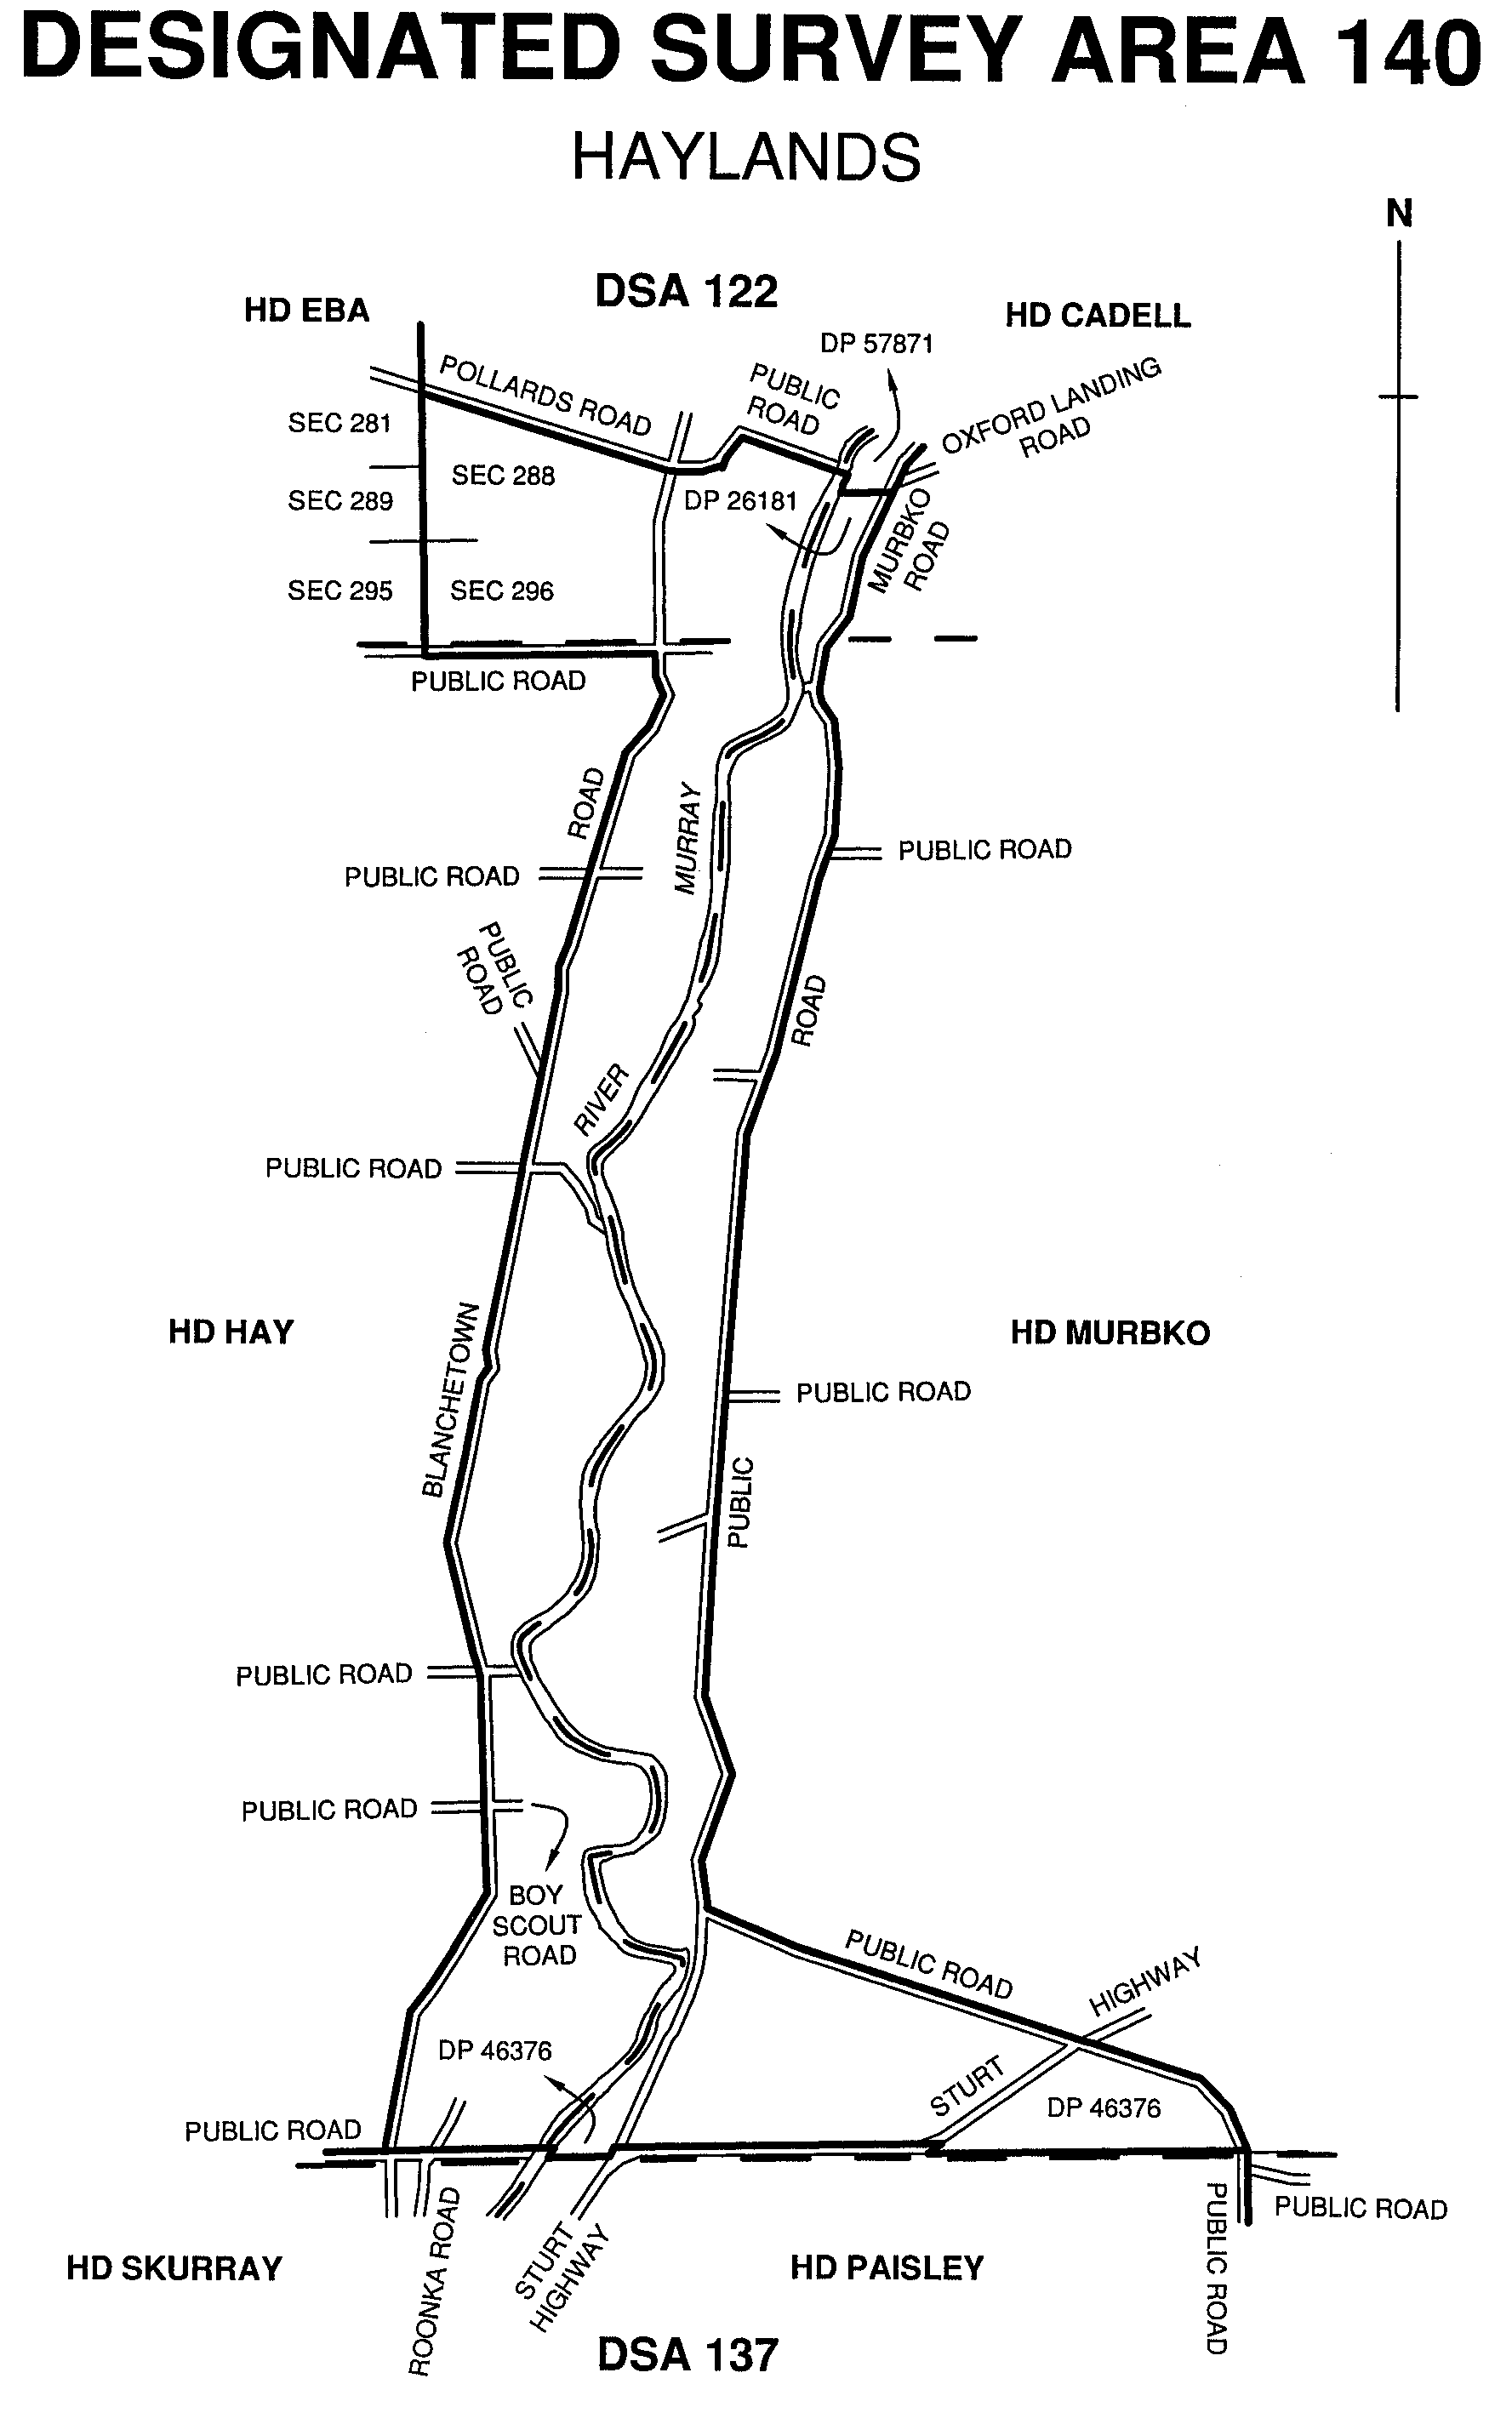 DESIGNATED SURVEY AREA 140
HAYLANDS
N
DSA 122
HD EBA
HD CADELL
DP 57871
POLLARDS ROAD
PUBLIC
ROAD
OXFORD LANDING
ROAD
SEC 281
SEC 288
SEC 289
DP 26181
MURBKO
ROAD
SEC 295
SEC 296
PUBLIC ROAD
ROAD
MURRAY
PUBLIC ROAD
PUBLIC ROAD
PUBLIC
ROAD
ROAD
RIVER
PUBLIC ROAD
HD HAY
HD MURBKO
BLANCHETOWN
PUBLIC ROAD
PUBLIC
PUBLIC ROAD
PUBLIC ROAD
BOY
SCOUT
ROAD
PUBLIC ROAD
HIGHWAY
DP 46376
STURT
DP 46376
PUBLIC ROAD
ROONKA ROAD
STURT
HIGHWAY
PUBLIC ROAD
PUBLIC ROAD
HD SKURRAY
HD PAISLEY
DSA 137